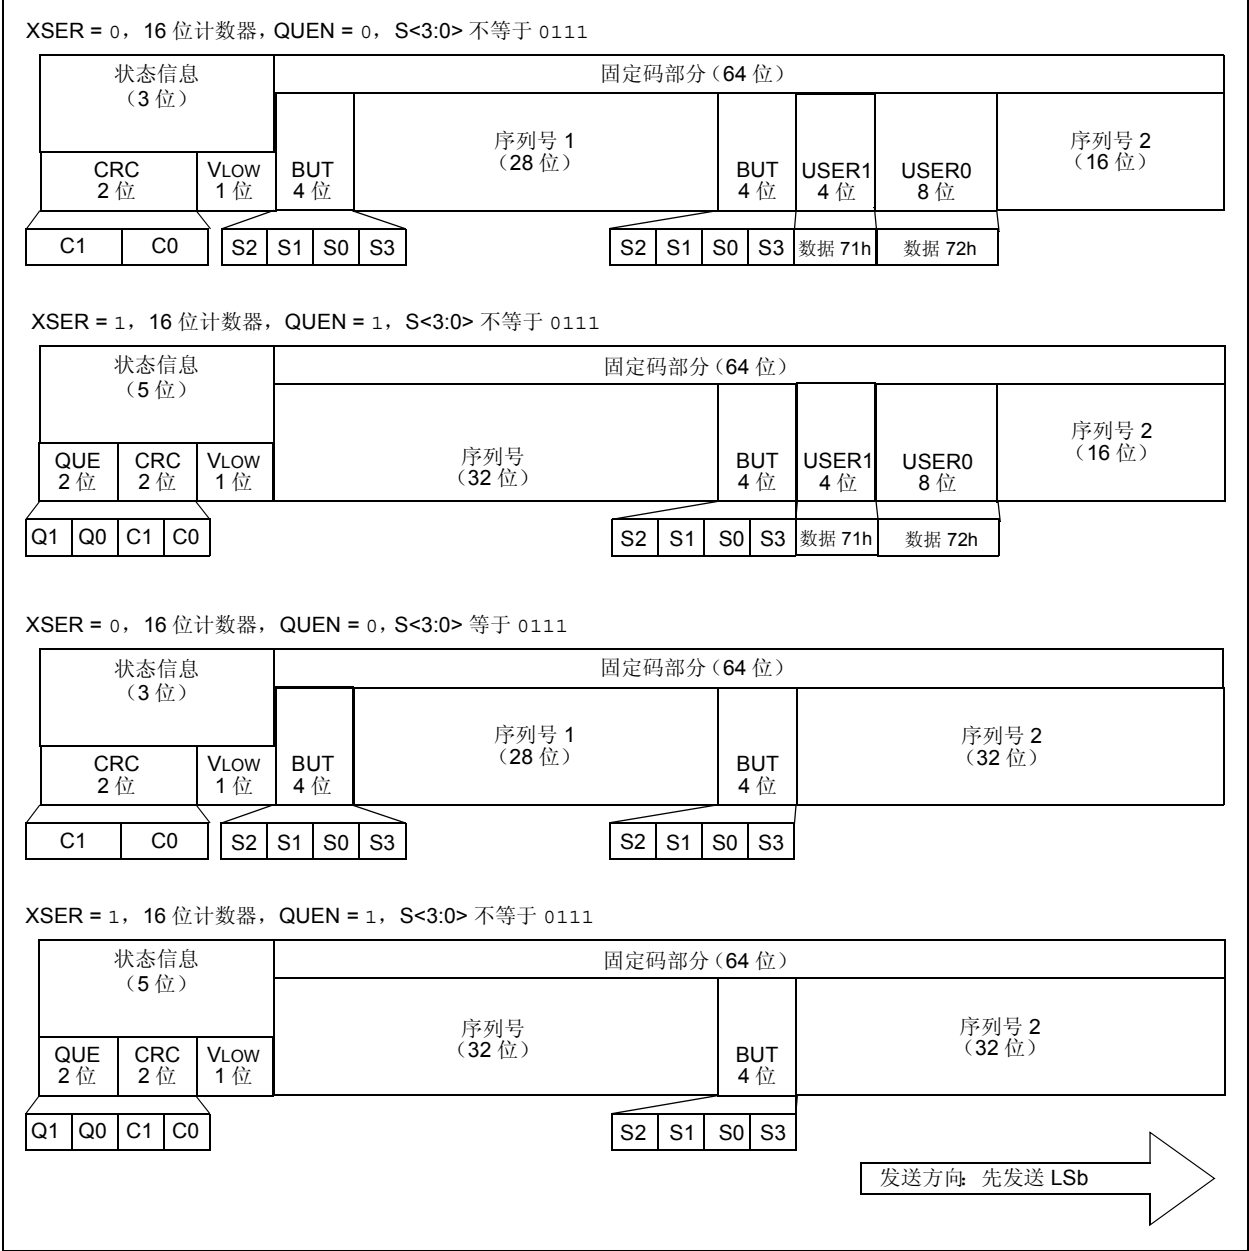 XSER = 0，16 位计数器，QUEN = 0，S<3:0> 不等于 0111
状态信息
（3 位）
固定码部分（64 位）
CRC
2 位
VLOW
1 位
BUT
4 位
序列号 1
（28 位）
BUT
4 位
USER1
4 位
USER0
8 位
序列号 2
（16 位）
C1 C0 S2 S1 S0 S3 S2 S1 S0 S3 数据 71h 数据 72h
XSER = 1，16 位计数器，QUEN = 1，S<3:0> 不等于 0111
状态信息
（5 位）
固定码部分（64 位）
QUE
2 位
CRC
2 位
VLOW
1 位
序列号
（32 位）
BUT
4 位
USER1
4 位
USER0
8 位
序列号 2
（16 位）
Q1 Q0 C1 C0 S2 S1 S0 S3 数据 71h 数据 72h
XSER = 0，16 位计数器，QUEN = 0，S<3:0> 等于 0111
状态信息
（3 位）
固定码部分（64 位）
CRC
2 位
VLOW
1 位
BUT
4 位
序列号 1
（28 位）
BUT
4 位
序列号 2
（32 位）
C1 C0 S2 S1 S0 S3 S2 S1 S0 S3
XSER = 1，16 位计数器，QUEN = 1，S<3:0> 不等于 0111
状态信息
（5 位）
固定码部分（64 位）
QUE
2 位
CRC
2 位
VLOW
1 位
序列号
（32 位）
BUT
4 位
序列号 2
（32 位）
Q1 Q0 C1 C0 S2 S1 S0 S3
发送方向：先发送 LSb